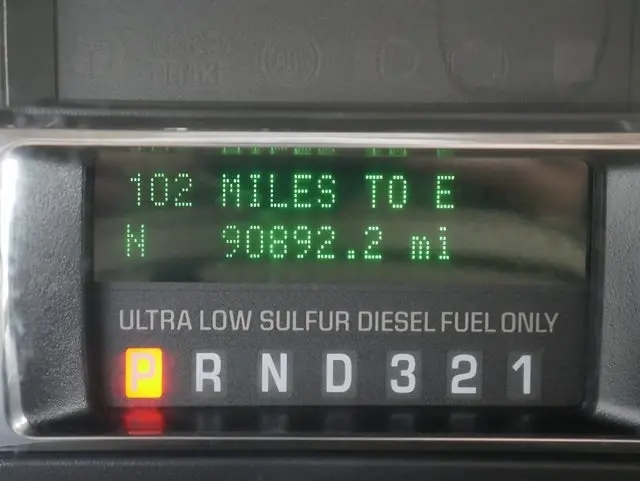 102 MILES TO E
N 90892.2 mi
ULTRA LOW SULFUR DIESEL FUEL ONLY
P R N D 3 2 1